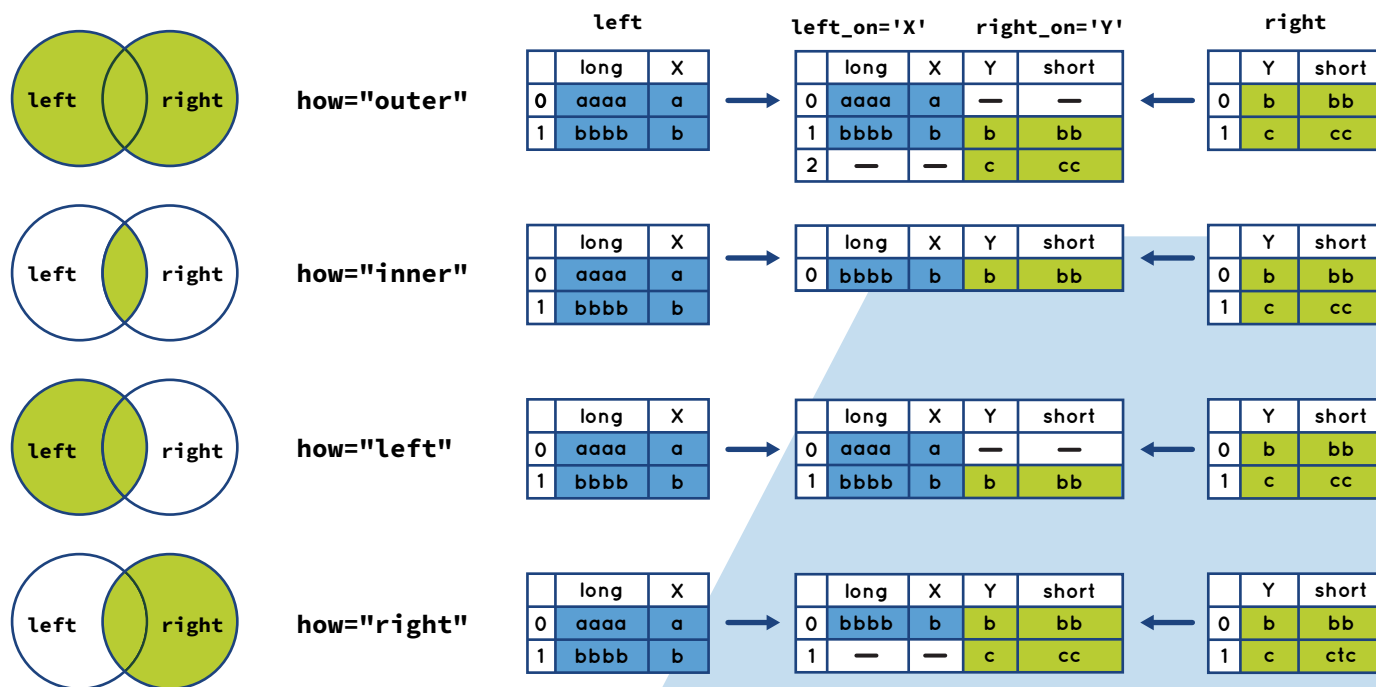 left left_on='X' right_on='Y' right
left right how="outer"
long X long X Y short Y short
0 aaaa a 0 aaaa a — — 0 b bb
1 bbbb b 1 bbbb b b bb 1 c cc
2 — — c cc
left right how="inner"
long X long X Y short Y short
0 aaaa a 0 bbbb b b bb 0 b bb
1 bbbb b 1 c cc
left right how="left"
long X long X Y short Y short
0 aaaa a 0 aaaa a — — 0 b bb
1 bbbb b 1 bbbb b b bb 1 c cc
left right how="right"
long X long X Y short Y short
0 aaaa a 0 bbbb b b bb 0 b bb
1 bbbb b 1 — — c cc 1 c ctc